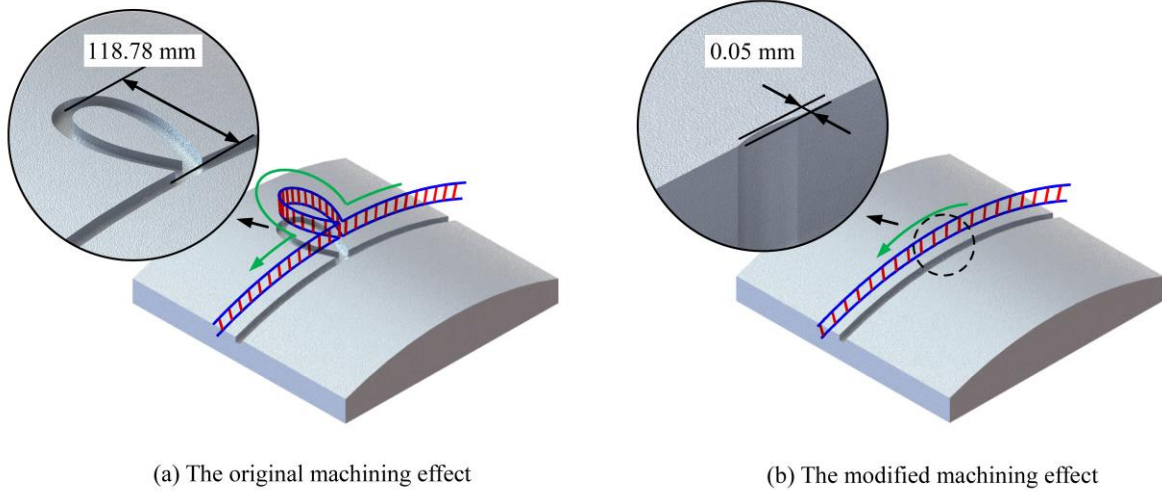 118.78 mm
0.05 mm
(a) The original machining effect
(b) The modified machining effect